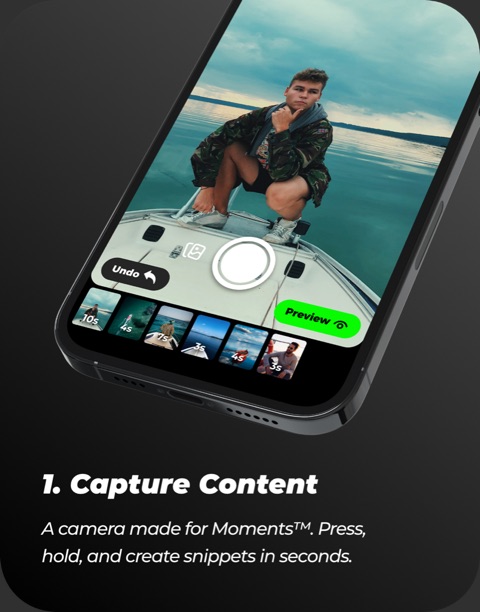 Undo
Preview
10s
4s
7s
3s
4s
3s
1. Capture Content
A camera made for Moments™. Press,
hold, and create snippets in seconds.